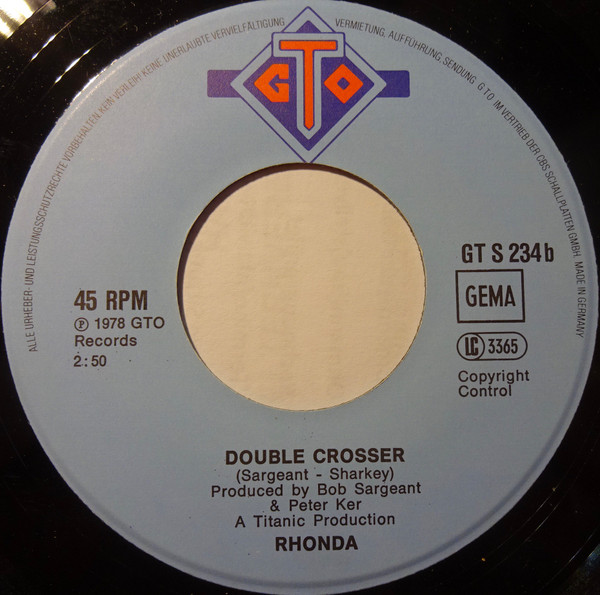 ALLE URHEBER- UND LEISTUNGSSCHUTZRECHTE VORBEHALTEN. KEIN VERLEIH! KEINE UNERLAUBTE VERVIELFÄLTIGUNG, VERMIETUNG, AUFFÜHRUNG, SENDUNG. G T O IM VERTRIEB DER CBS SCHALLPLATTEN GMBH. MADE IN GERMANY
GTO
GT S 234 b
GEMA
LC 3365
Copyright
Control
45 RPM
Ⓟ 1978 GTO
Records
2:50
DOUBLE CROSSER
(Sargeant - Sharkey)
Produced by Bob Sargeant
& Peter Ker
A Titanic Production
RHONDA